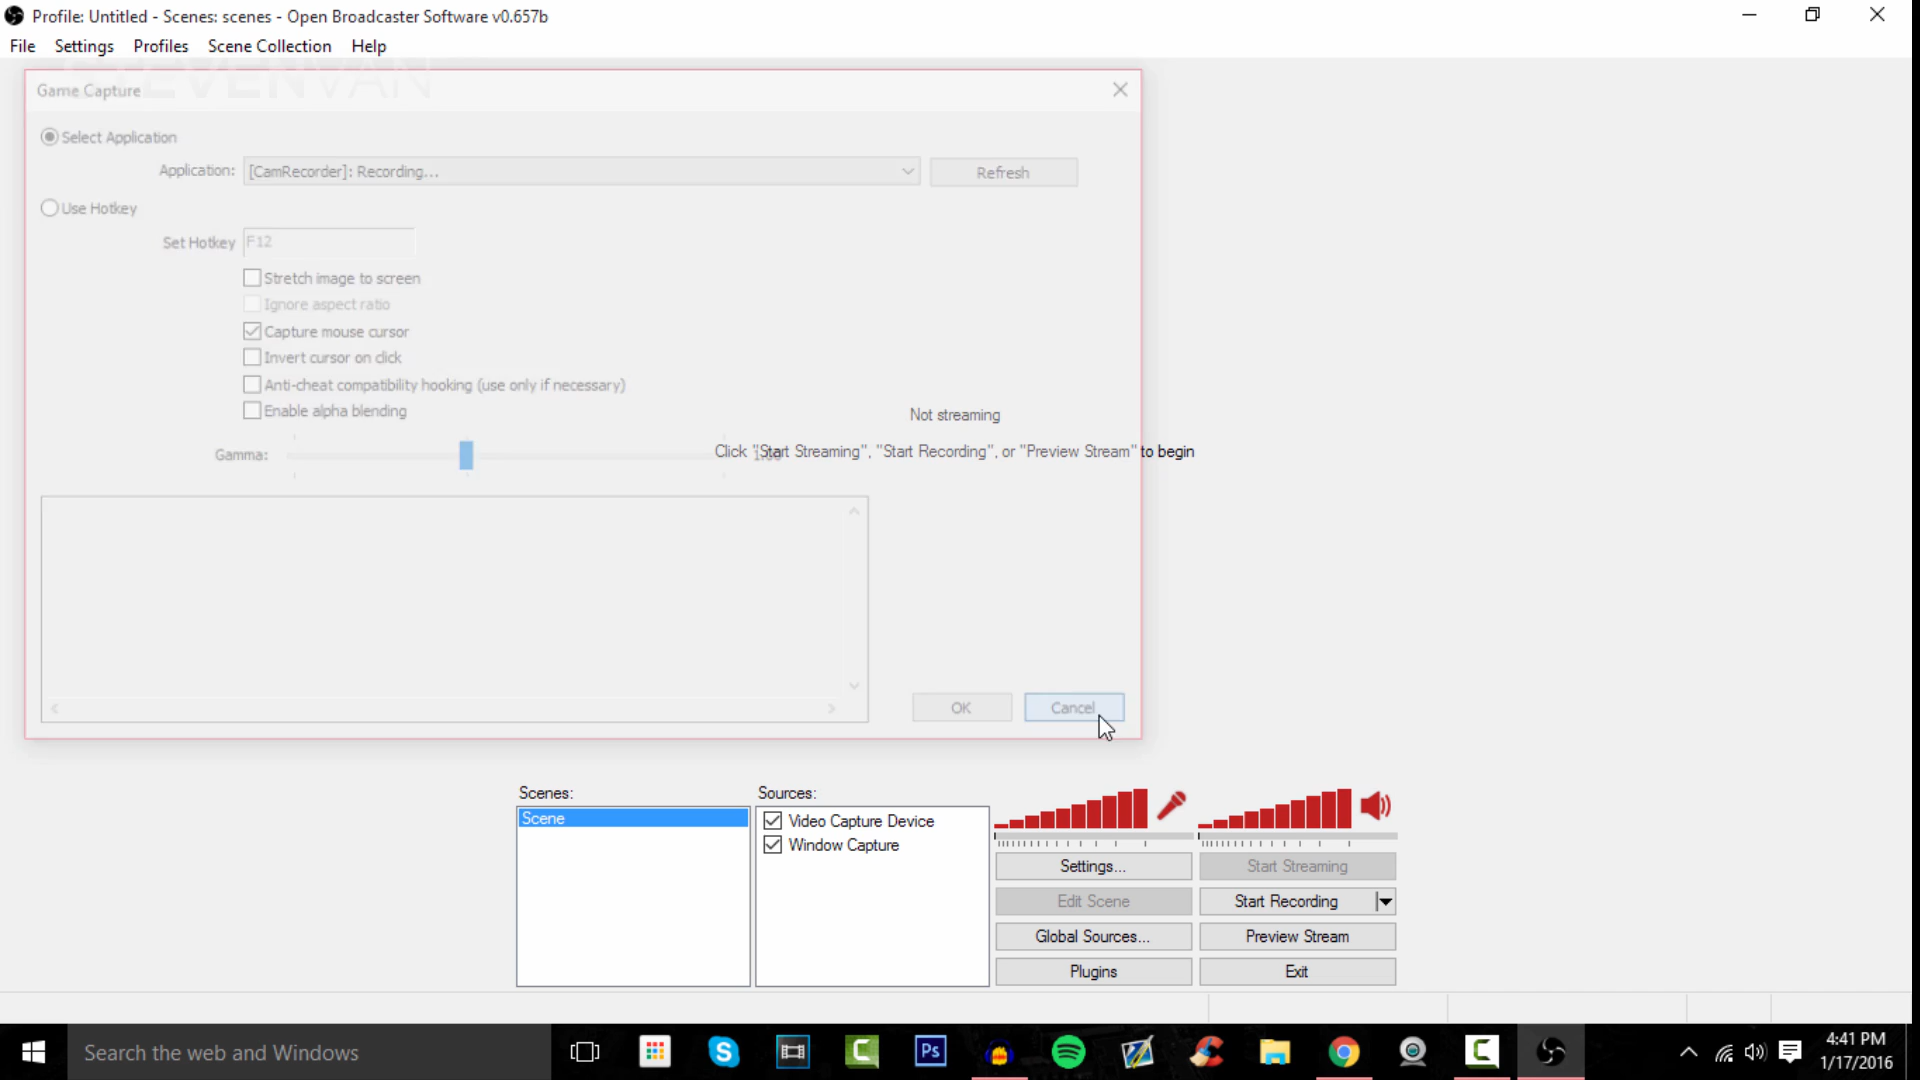 Profile: Untitled - Scenes: scenes - Open Broadcaster Software v0.657b
File Settings Profiles Scene Collection Help
STEVENVAN
Game Capture
Select Application
Application: [CamRecorder]: Recording... Refresh
Use Hotkey
Set Hotkey F12
Stretch image to screen
Ignore aspect ratio
Capture mouse cursor
Invert cursor on click
Anti-cheat compatibility hooking (use only if necessary)
Enable alpha blending
Not streaming
Gamma:
Click "Start Streaming", "Start Recording", or "Preview Stream" to begin
OK Cancel
Scenes: Sources:
Scene
Video Capture Device
Window Capture
Settings... Start Streaming
Edit Scene Start Recording
Global Sources... Preview Stream
Plugins Exit
Search the web and Windows
Ps
4:41 PM
1/17/2016